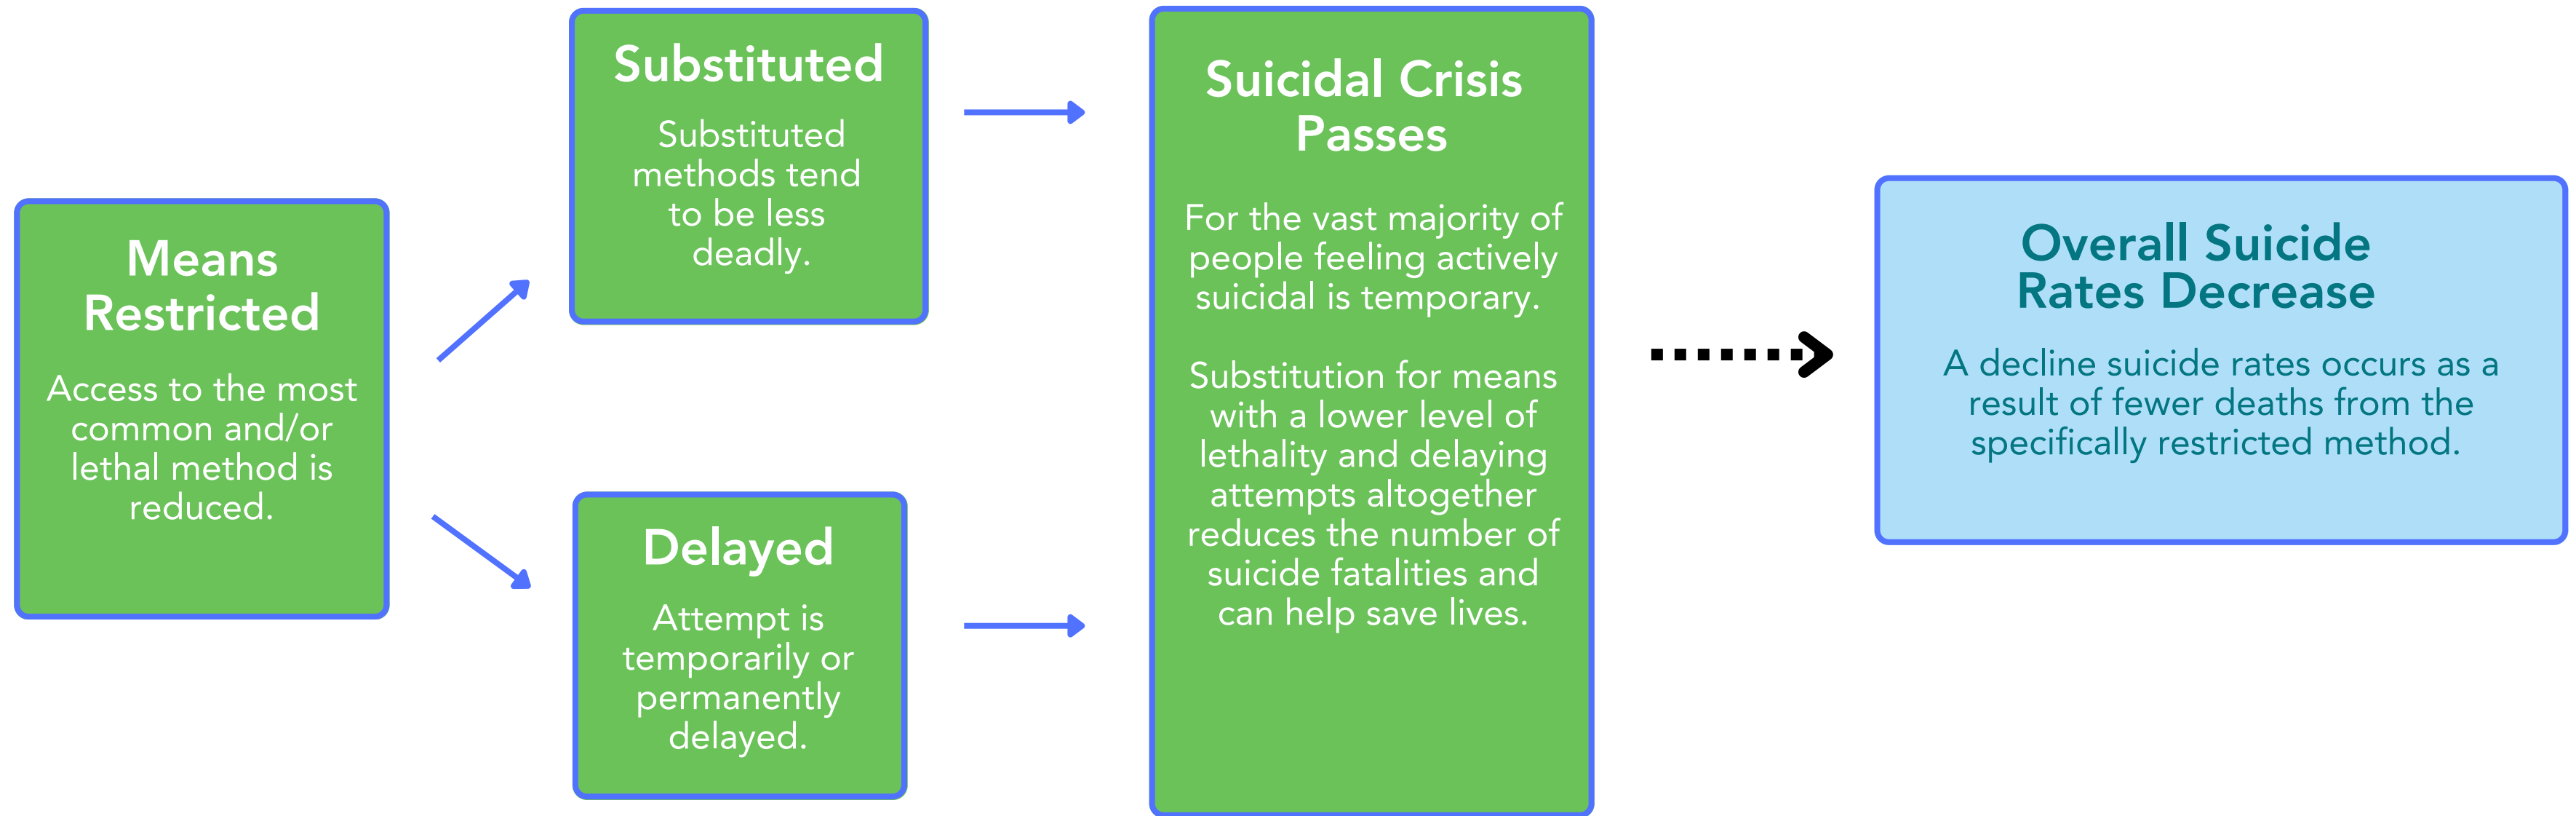 Means
Restricted
Access to the most
common and/or
lethal method is
reduced.
Substituted
Substituted
methods tend
to be less
deadly.
Delayed
Attempt is
temporarily or
permanently
delayed.
Suicidal Crisis
Passes
For the vast majority of
people feeling actively
suicidal is temporary.
Substitution for means
with a lower level of
lethality and delaying
attempts altogether
reduces the number of
suicide fatalities and
can help save lives.
Overall Suicide
Rates Decrease
A decline suicide rates occurs as a
result of fewer deaths from the
specifically restricted method.